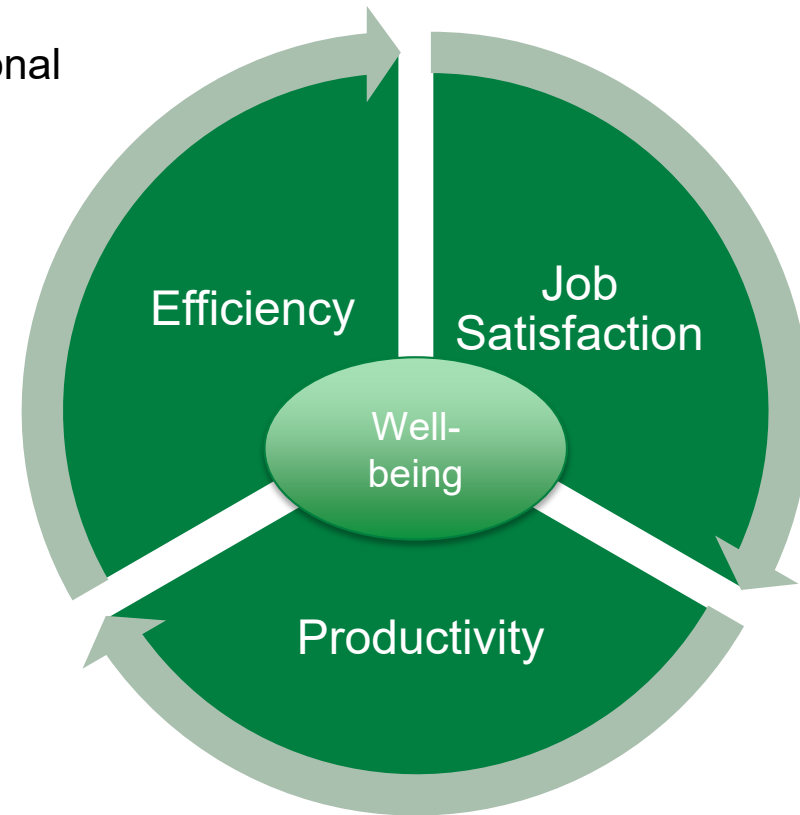 onal
Efficiency
Job
Satisfaction
Well-
being
Productivity